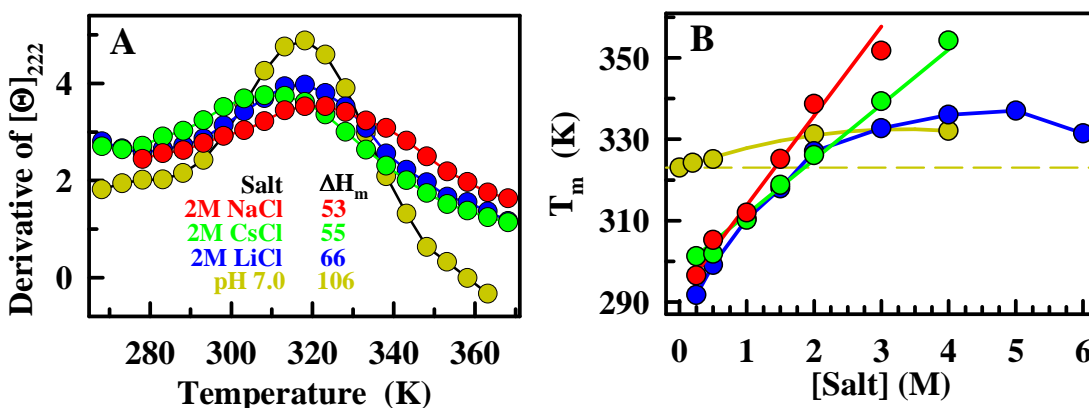 A
Derivative of [Θ]222
4
2
0
Salt ΔHm
2M NaCl 53
2M CsCl 55
2M LiCl 66
pH 7.0 106
280 300 320 340 360
Temperature (K)
B
Tm (K)
350
330
310
290
0 1 2 3 4 5 6
[Salt] (M)